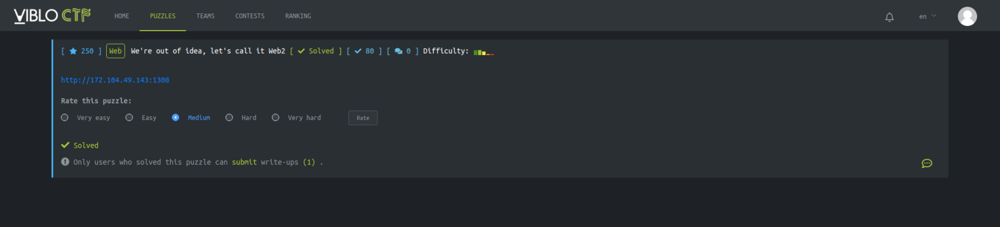 VIBLO CTF HOME PUZZLES TEAMS CONTESTS RANKING en
[ 250 ] Web We're out of idea, let's call it Web2 [ Solved ] [ 80 ] [ 0 ] Difficulty:
http://172.104.49.143:1308
Rate this puzzle:
Very easy Easy Medium Hard Very hard Rate
Solved
Only users who solved this puzzle can submit write-ups (1) .